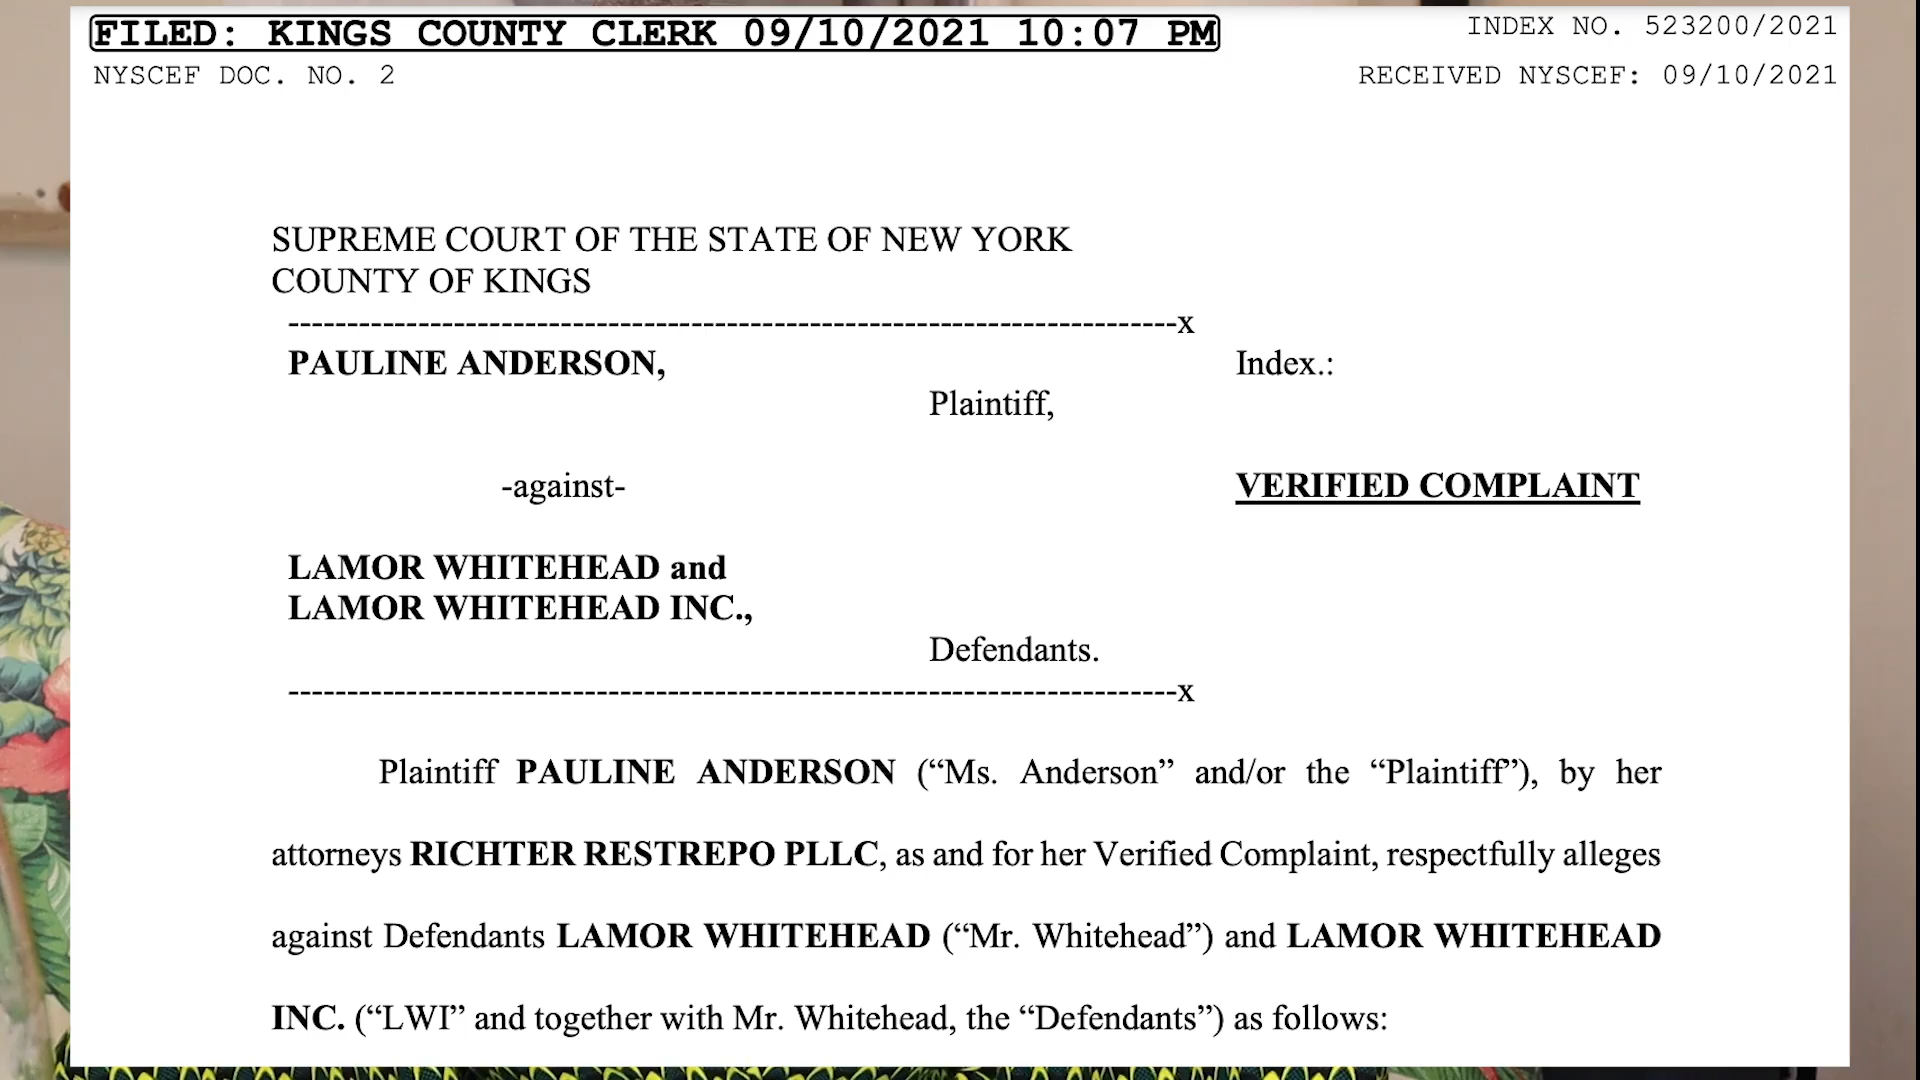 FILED: KINGS COUNTY CLERK 09/10/2021 10:07 PM
INDEX NO. 523200/2021
NYSCEF DOC. NO. 2
RECEIVED NYSCEF: 09/10/2021
SUPREME COURT OF THE STATE OF NEW YORK
COUNTY OF KINGS
---------------------------------------------------------------------------x
PAULINE ANDERSON,
Index.:
Plaintiff,
-against-
VERIFIED COMPLAINT
LAMOR WHITEHEAD and
LAMOR WHITEHEAD INC.,
Defendants.
---------------------------------------------------------------------------x
Plaintiff PAULINE ANDERSON (“Ms. Anderson” and/or the “Plaintiff”), by her
attorneys RICHTER RESTREPO PLLC, as and for her Verified Complaint, respectfully alleges
against Defendants LAMOR WHITEHEAD (“Mr. Whitehead”) and LAMOR WHITEHEAD
INC. (“LWI” and together with Mr. Whitehead, the “Defendants”) as follows: